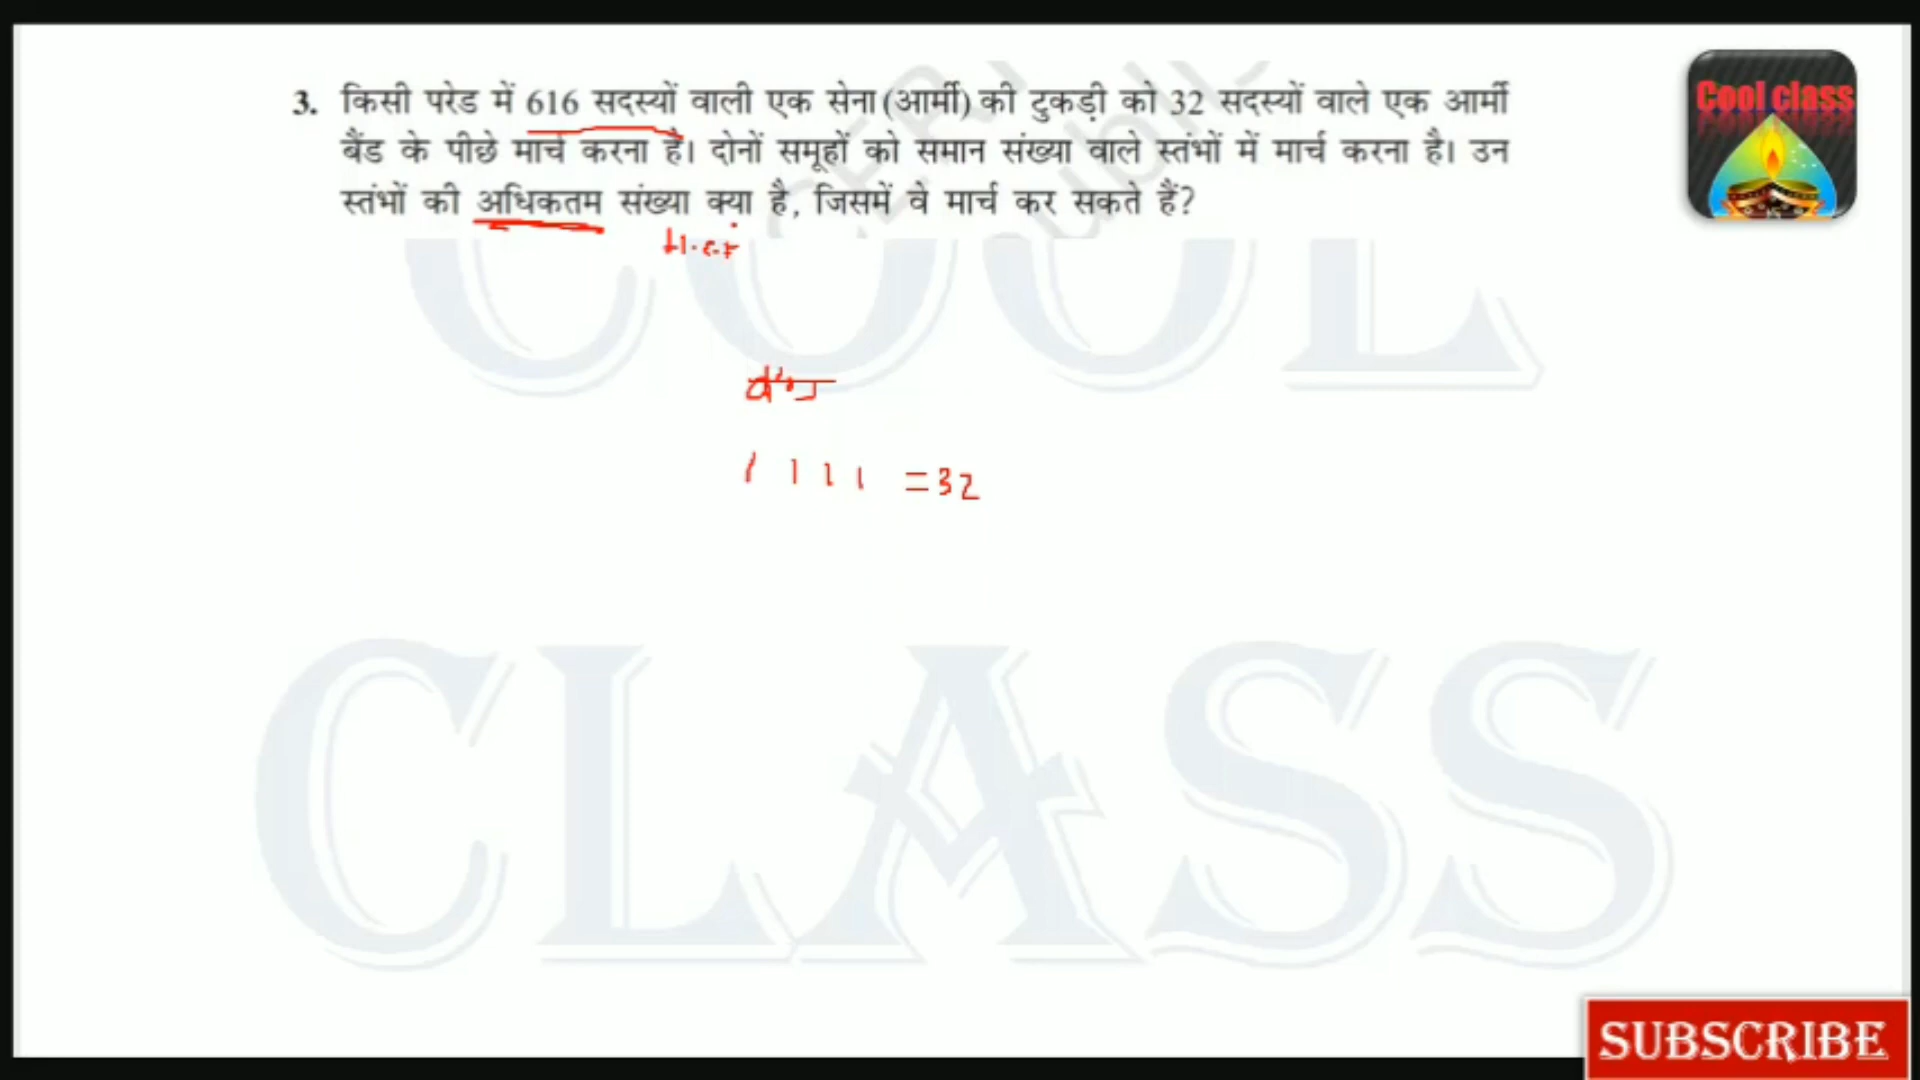 3. किसी परेड में 616 सदस्यों वाली एक सेना (आर्मी) की टुकड़ी को 32 सदस्यों वाले एक आर्मी
बैंड के पीछे मार्च करना है। दोनों समूहों को समान संख्या वाले स्तंभों में मार्च करना है। उन
स्तंभों की अधिकतम संख्या क्या है, जिसमें वे मार्च कर सकते हैं?
Cool class
H.C.F
= 32
COOL
CLASS
SUBSCRIBE